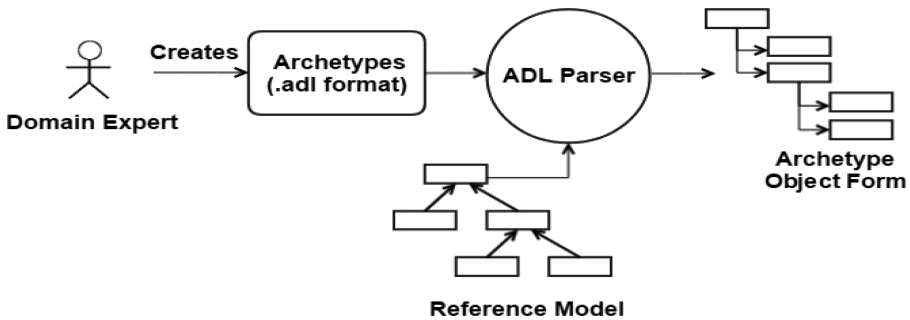 Creates
Domain Expert
Archetypes
(.adl format)
ADL Parser
Archetype
Object Form
Reference Model